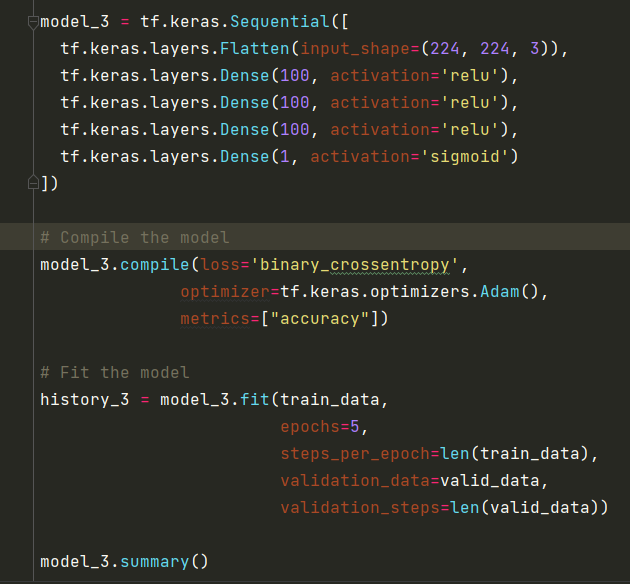 model_3 = tf.keras.Sequential([
  tf.keras.layers.Flatten(input_shape=(224, 224, 3)),
  tf.keras.layers.Dense(100, activation='relu'),
  tf.keras.layers.Dense(100, activation='relu'),
  tf.keras.layers.Dense(100, activation='relu'),
  tf.keras.layers.Dense(1, activation='sigmoid')
])
# Compile the model
model_3.compile(loss='binary_crossentropy',
              optimizer=tf.keras.optimizers.Adam(),
              metrics=["accuracy"])
# Fit the model
history_3 = model_3.fit(train_data,
                        epochs=5,
                        steps_per_epoch=len(train_data),
                        validation_data=valid_data,
                        validation_steps=len(valid_data))
model_3.summary()